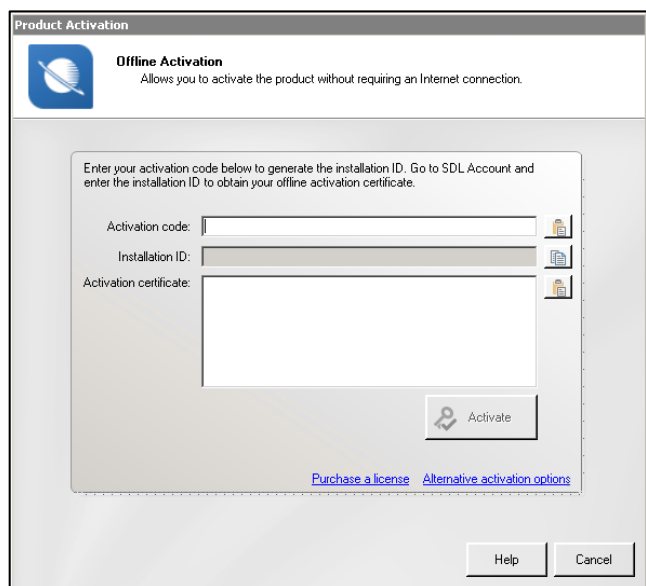 Product Activation
Offline Activation
Allows you to activate the product without requiring an Internet connection.
Enter your activation code below to generate the installation ID. Go to SDL Account and
enter the installation ID to obtain your offline activation certificate.
Activation code:
Installation ID:
Activation certificate:
Activate
Purchase a license Alternative activation options
Help Cancel